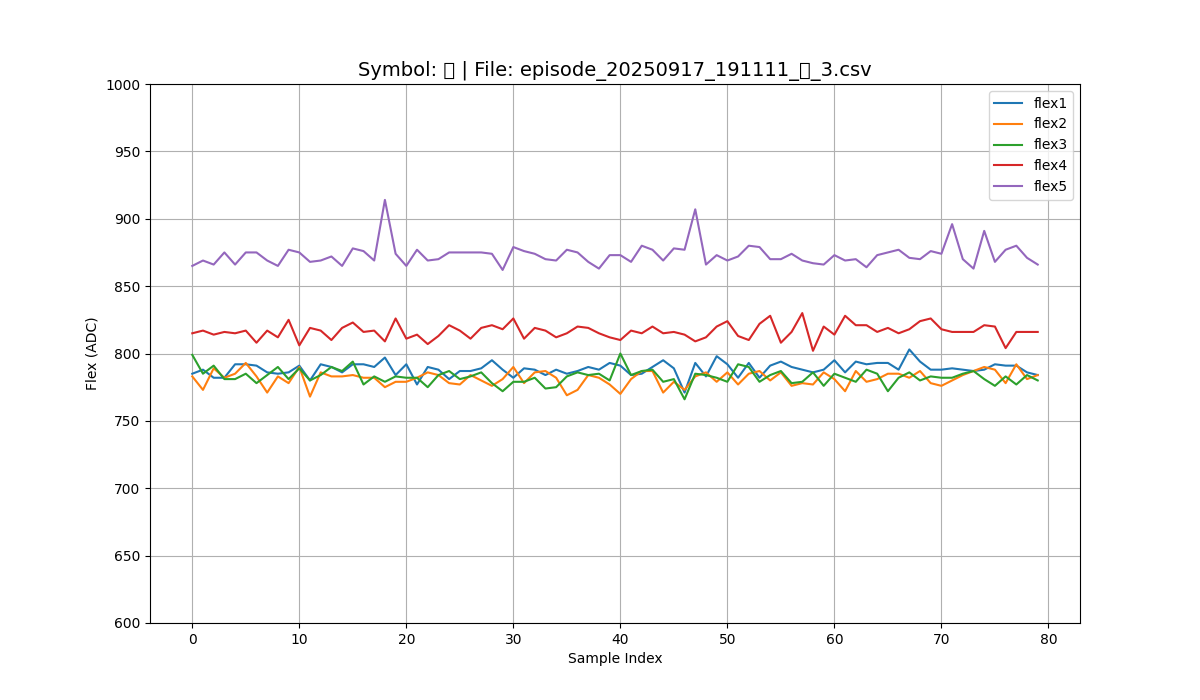 Symbol: | File: episode_20250917_191111_ _3.csv
flex1
flex2
flex3
flex4
flex5
Flex (ADC)
1000
950
900
850
800
750
700
650
600
0 10 20 30 40 50 60 70 80
Sample Index